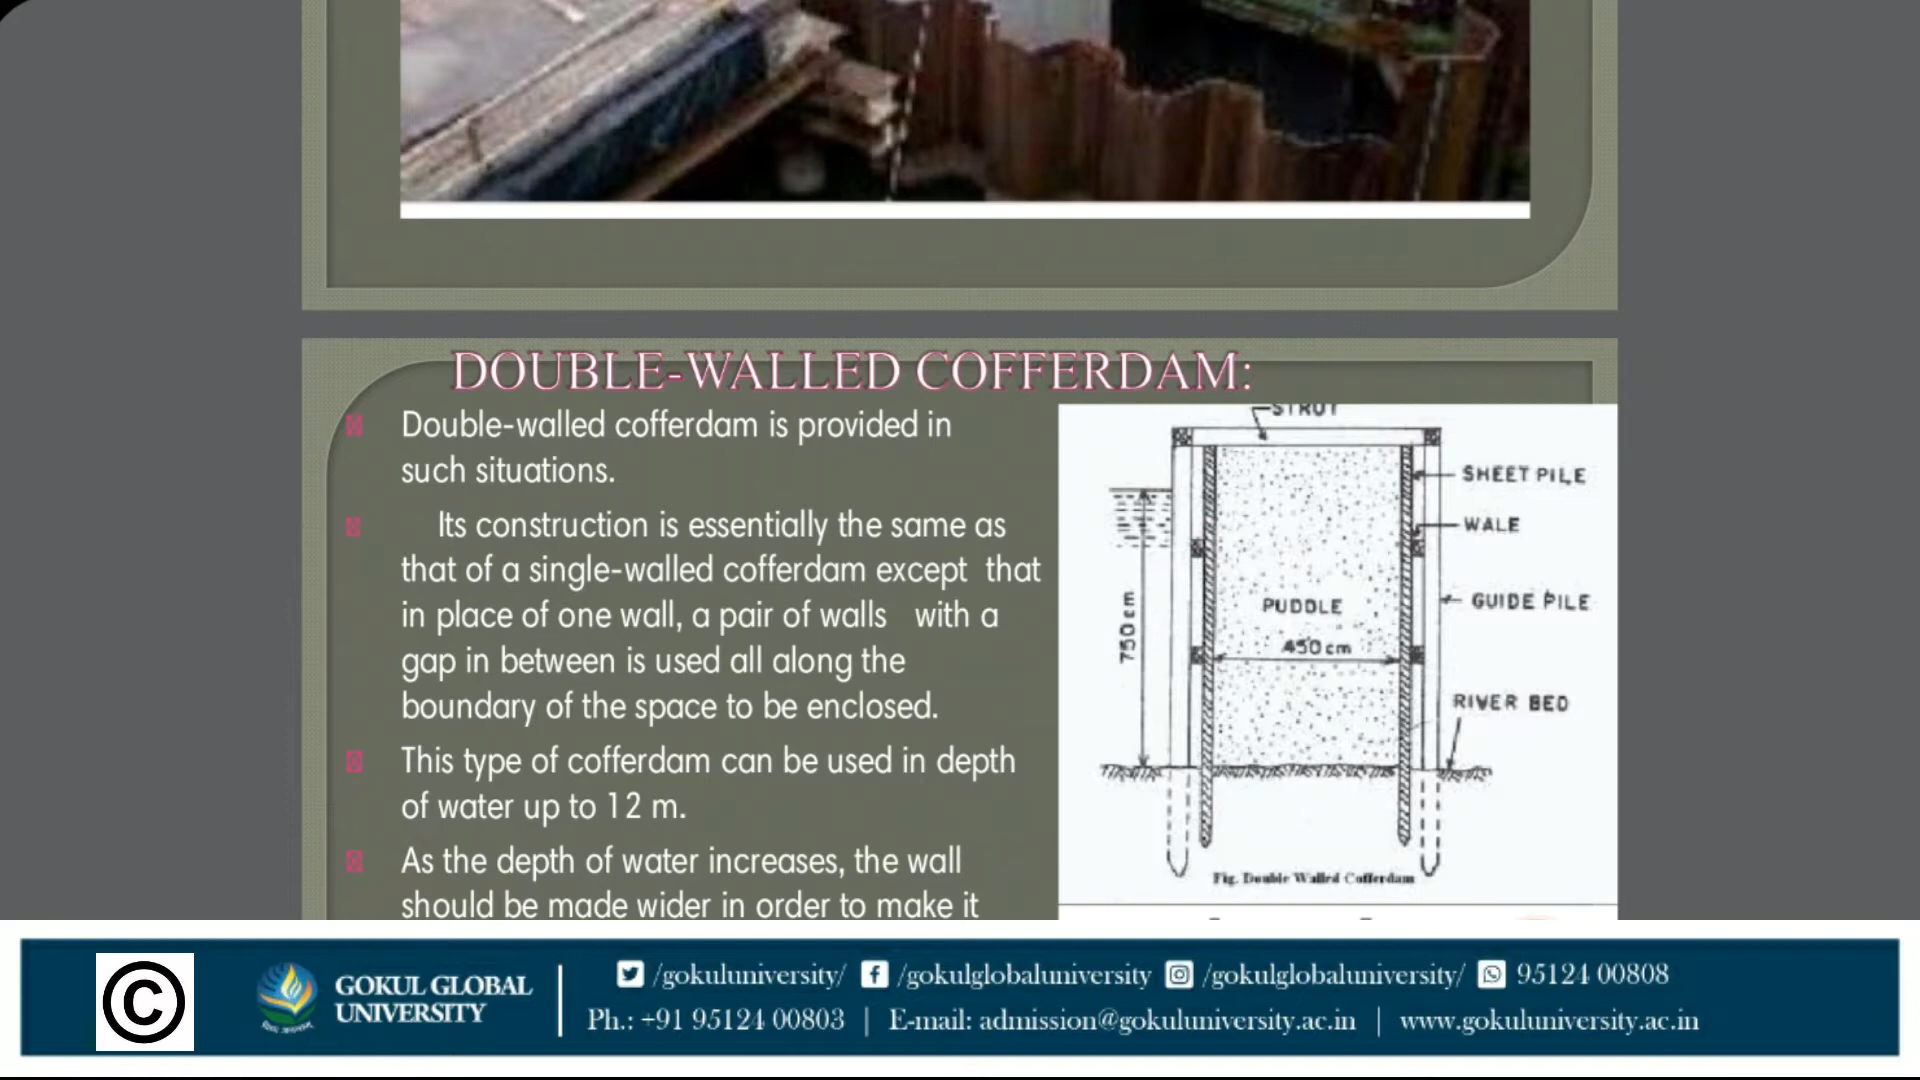 DOUBLE-WALLED COFFERDAM:
Double-walled cofferdam is provided in
such situations.
Its construction is essentially the same as
that of a single-walled cofferdam except that
in place of one wall, a pair of walls with a
gap in between is used all along the
boundary of the space to be enclosed.
This type of cofferdam can be used in depth
of water up to 12 m.
As the depth of water increases, the wall
should be made wider in order to make it
STRUT
SHEET PILE
WALE
GUIDE PILE
PUDDLE
450 cm
750 cm
RIVER BED
Fig. Double Walled Cofferdam
©
GOKUL GLOBAL
UNIVERSITY
/gokuluniversity/ /gokulglobaluniversity /gokulglobaluniversity/ 95124 00808
Ph.: +91 95124 00803 | E-mail: admission@gokuluniversity.ac.in | www.gokuluniversity.ac.in